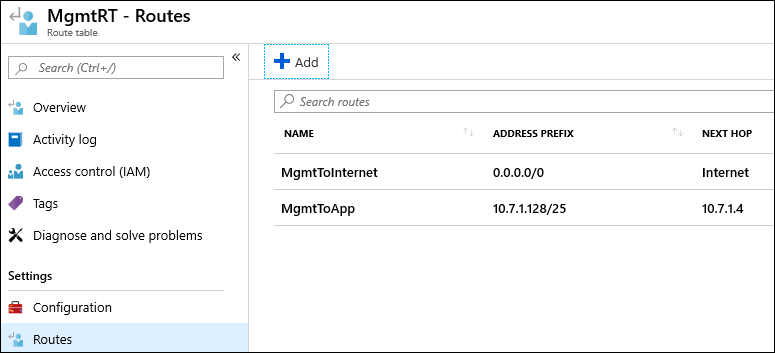 MgmtRT - Routes
Route table
«
Search (Ctrl+/)
Overview
Activity log
Access control (IAM)
Tags
Diagnose and solve problems
Settings
Configuration
Routes
Add
Search routes
NAME ↑↓ ADDRESS PREFIX ↑↓ NEXT HOP
MgmtToInternet 0.0.0.0/0 Internet
MgmtToApp 10.7.1.128/25 10.7.1.4